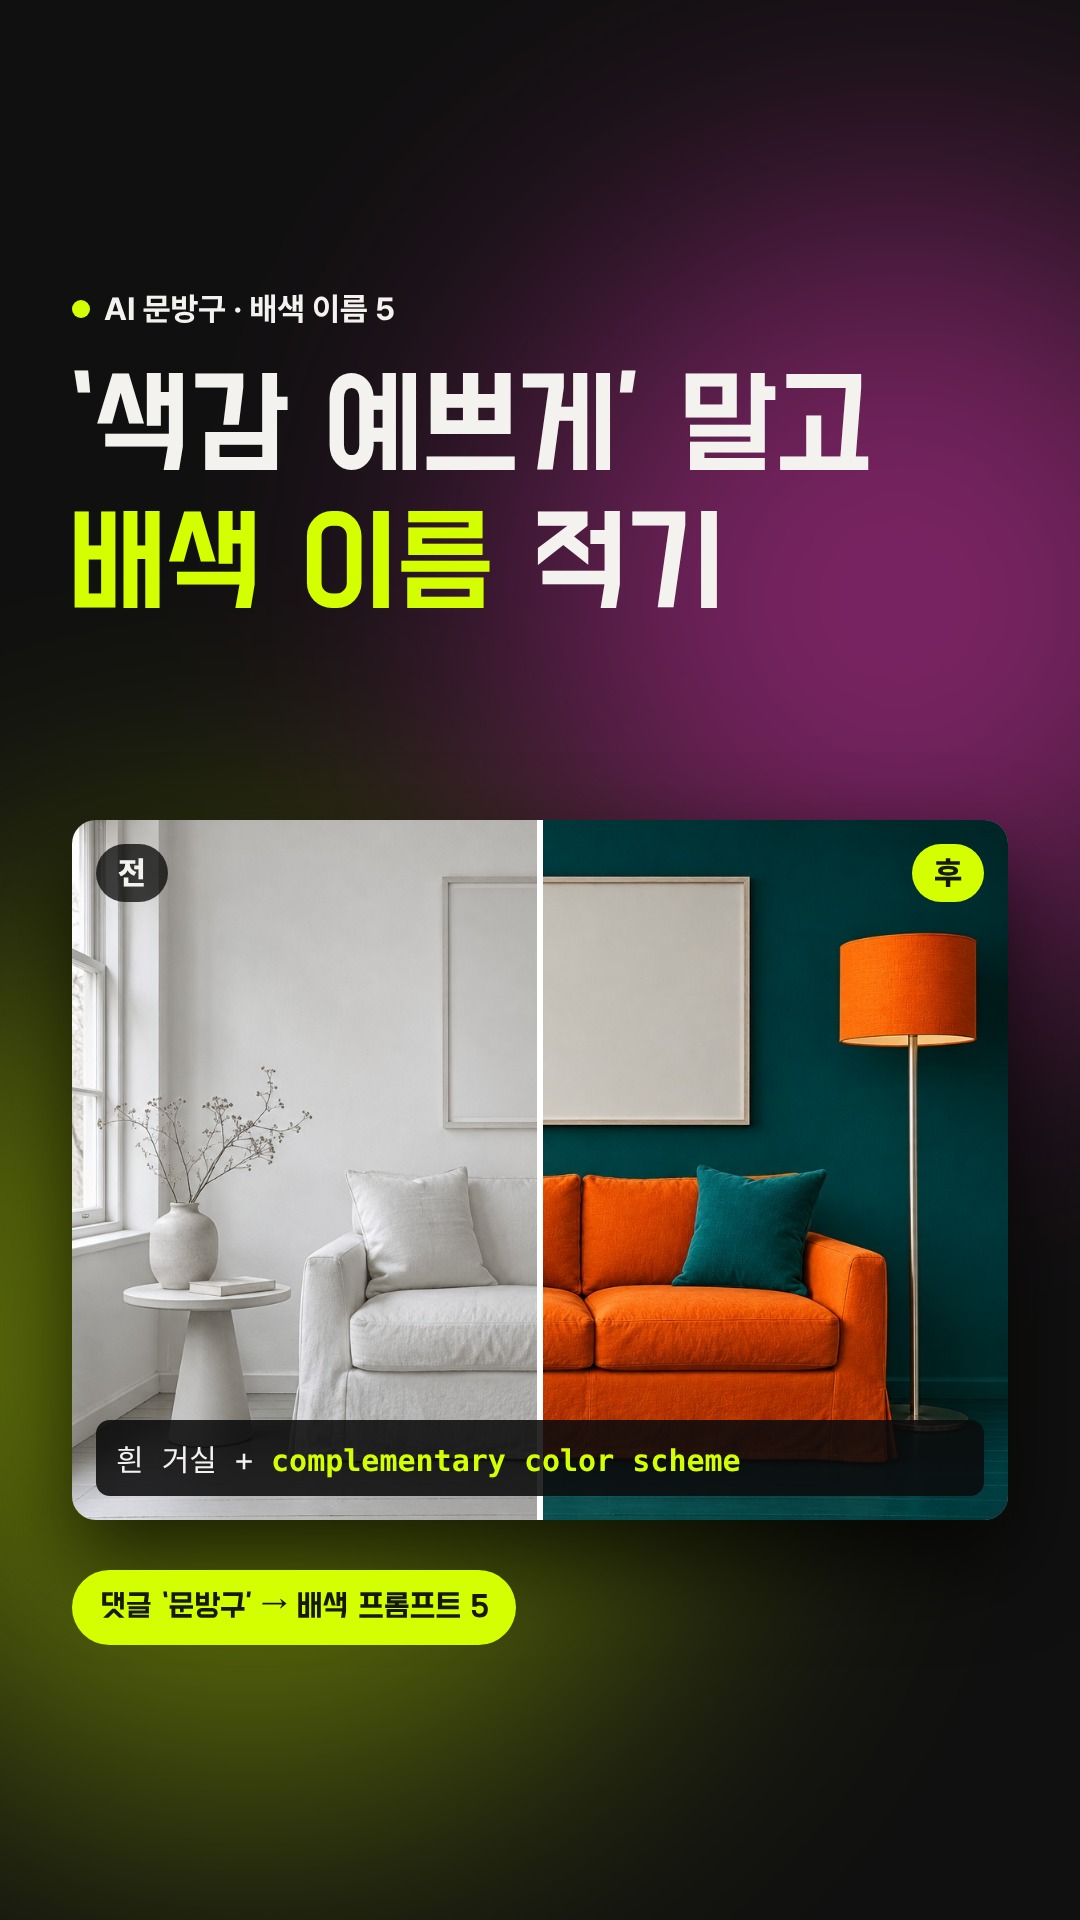 AI 문방구 · 배색 이름 5
‘색감 예쁘게’ 말고
배색 이름 적기
전
후
흰 거실 + complementary color scheme
댓글 ‘문방구’ → 배색 프롬프트 5